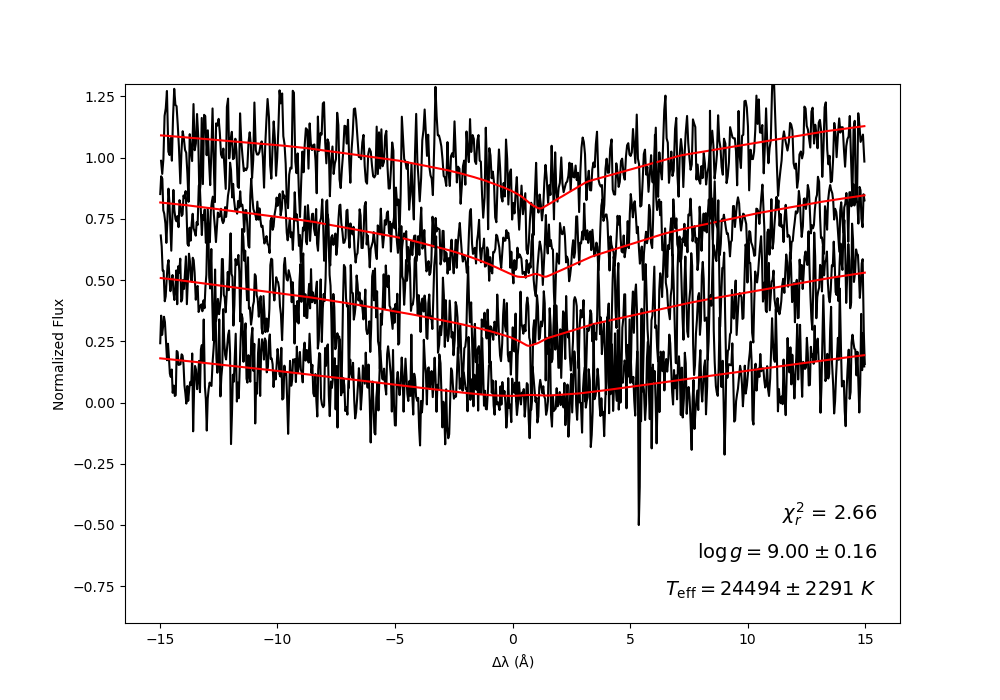 1.25
1.00
0.75
0.50
0.25
0.00
−0.25
−0.50
−0.75
Normalized Flux
χ²ᵣ = 2.66
log g = 9.00 ± 0.16
T_eff = 24494 ± 2291 K
−15 −10 −5 0 5 10 15
Δλ (Å)